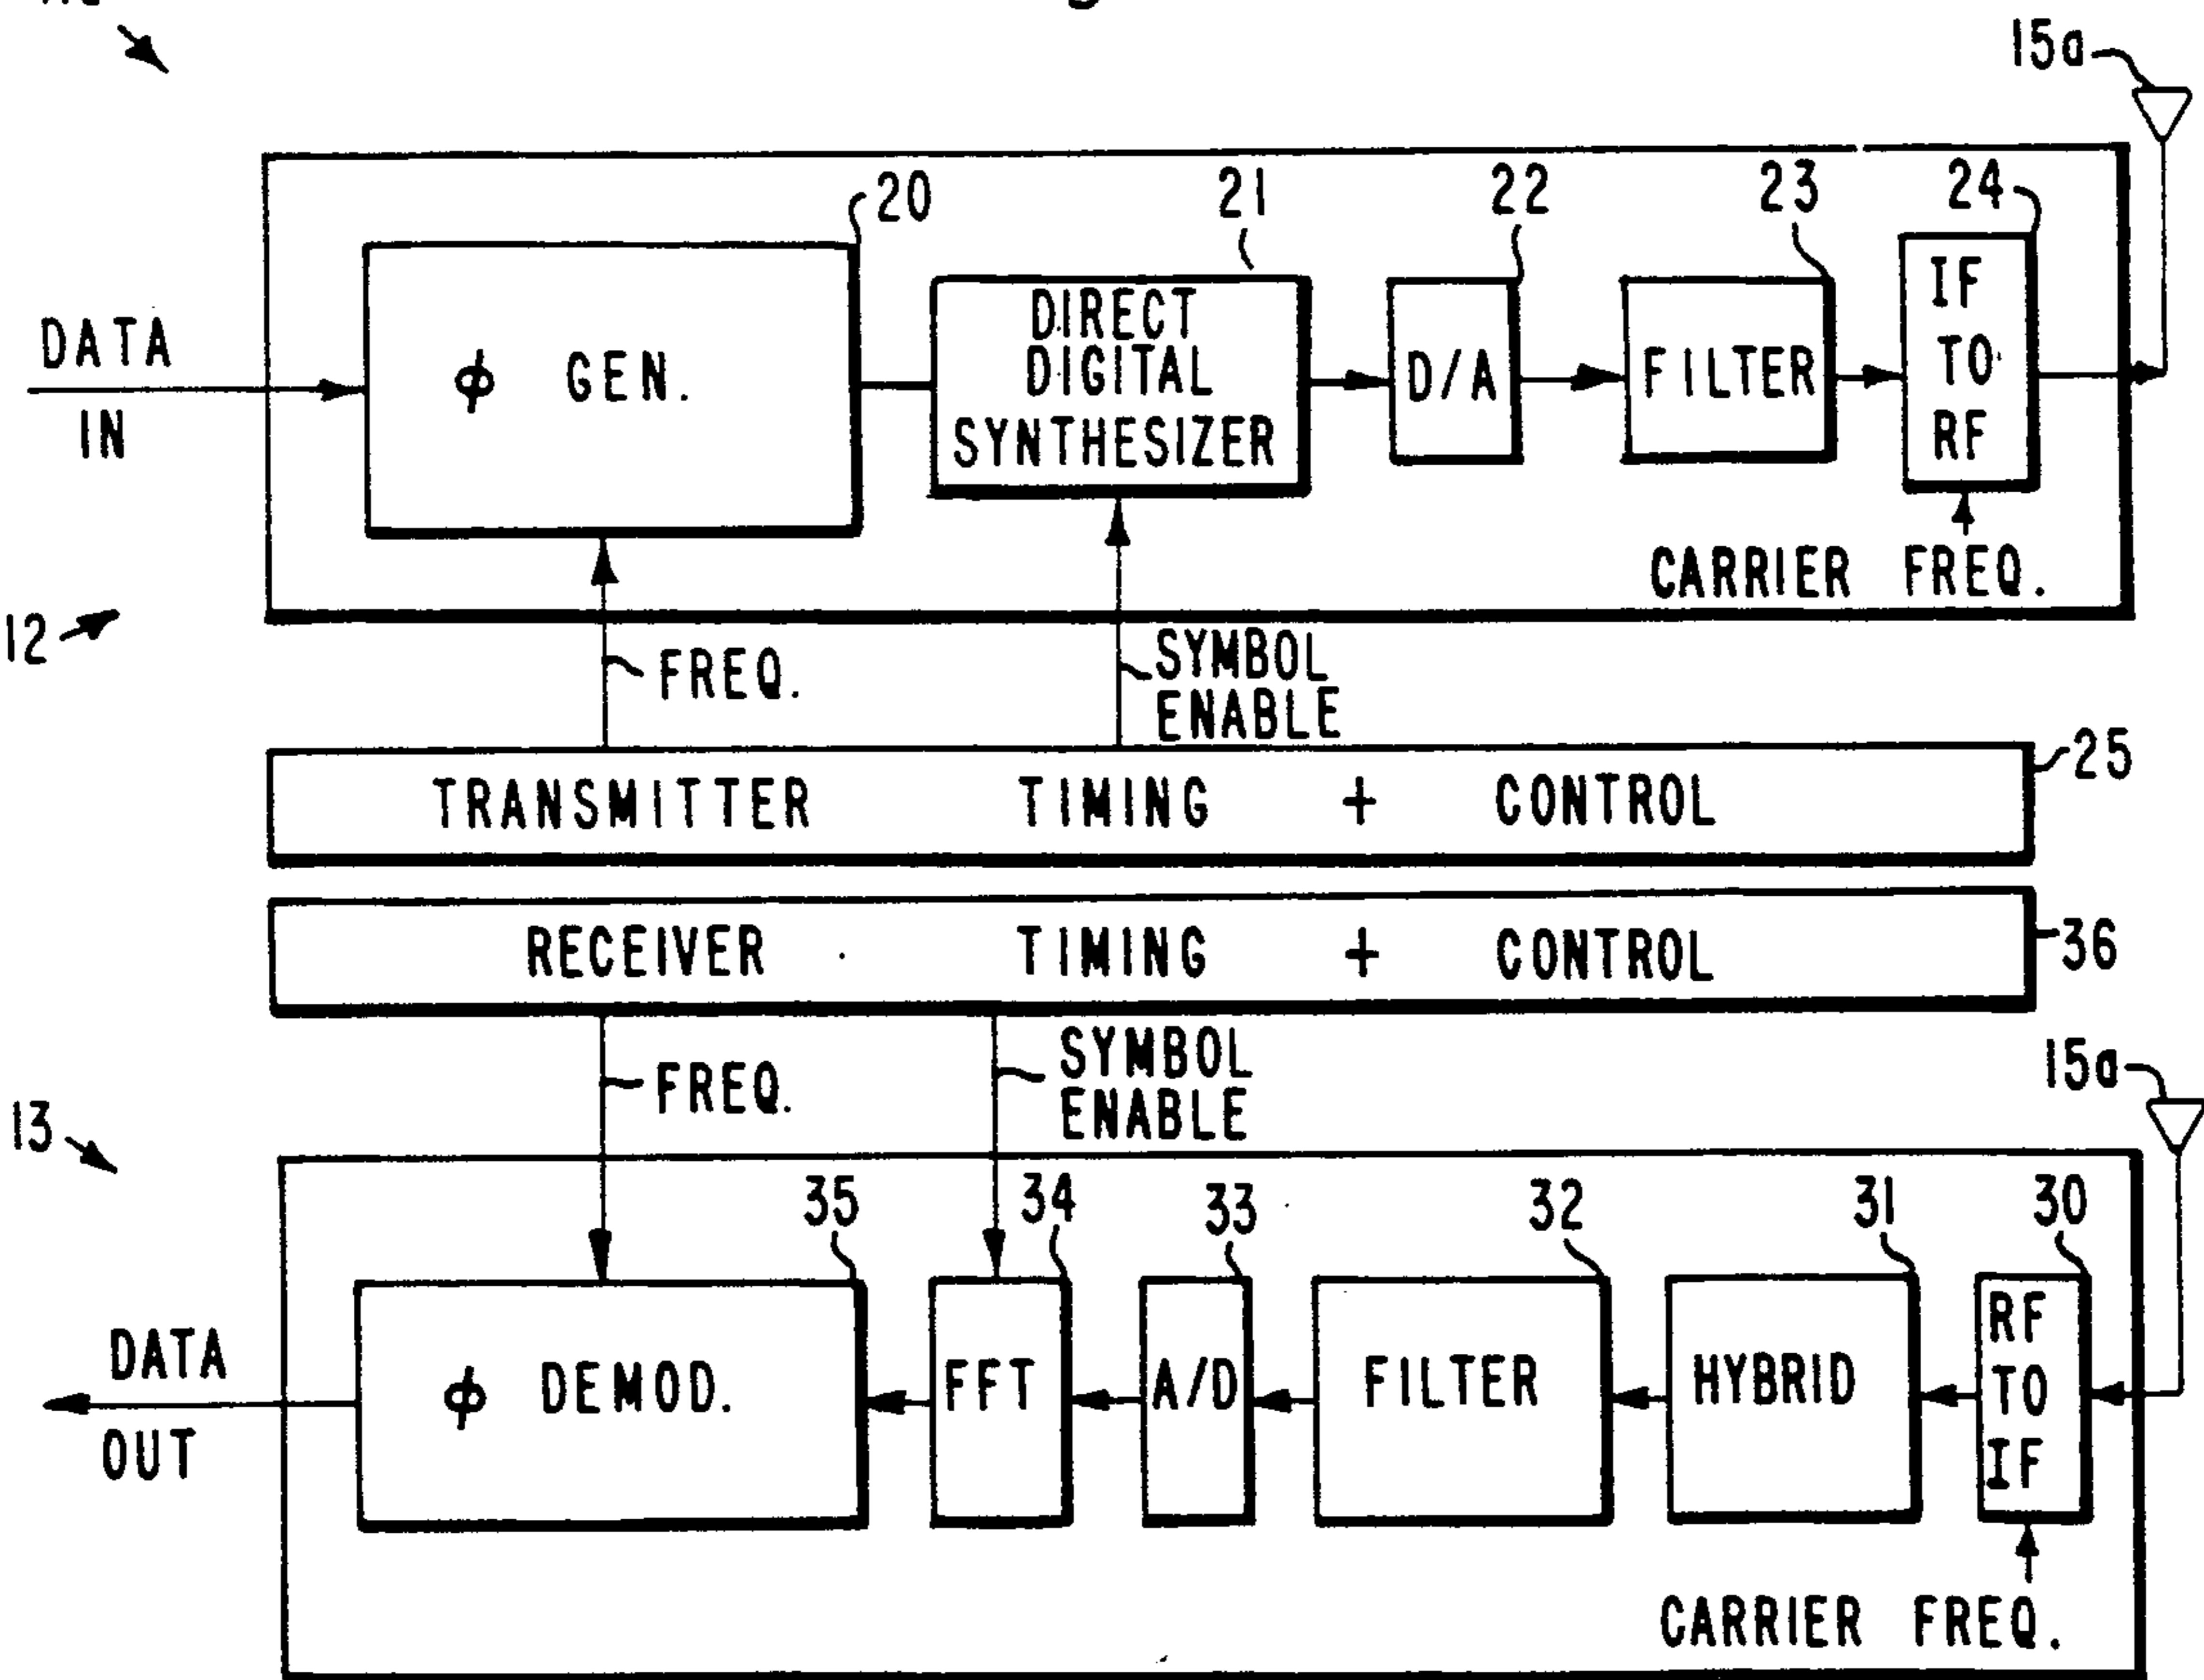 15a
20
21
22
23
24
DATA
IN
ϕ GEN.
DIRECT
DIGITAL
SYNTHESIZER
D/A
FILTER
IF
TO
RF
CARRIER FREQ.
12
FREQ.
SYMBOL
ENABLE
TRANSMITTER TIMING + CONTROL
25
RECEIVER TIMING + CONTROL
36
FREQ.
SYMBOL
ENABLE
15a
13
35
34
33
32
31
30
DATA
OUT
ϕ DEMOD.
FFT
A/D
FILTER
HYBRID
RF
TO
IF
CARRIER FREQ.